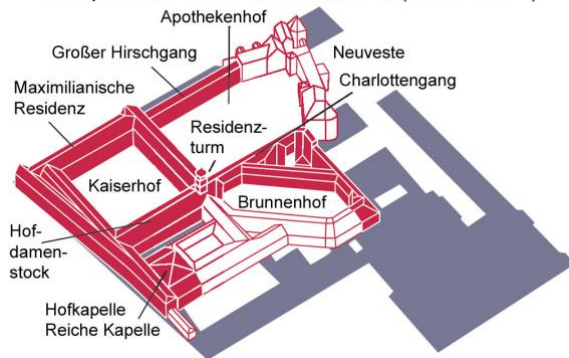 Apothekenhof
Großer Hirschgang
Neuveste
Maximilianische
Residenz
Charlottengang
Residenz-
turm
Kaiserhof
Brunnenhof
Hof-
damen-
stock
Hofkapelle
Reiche Kapelle